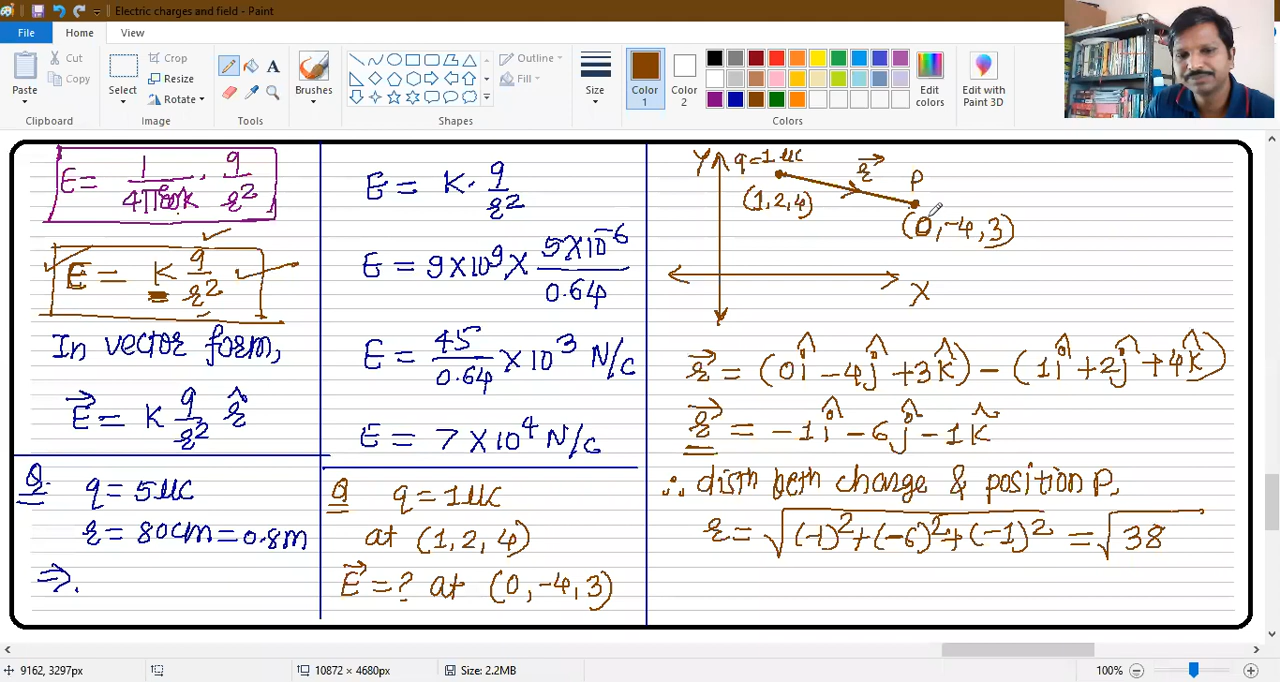 Electric charges and field - Paint
File Home View
Cut
Copy
Paste
Clipboard
Select
Crop
Resize
Rotate
Image
Tools
Brushes
Shapes
Outline
Fill
Size
Color 1
Color 2
Edit colors
Edit with Paint 3D
Colors
E = 1/4πε₀k · q/r²
E = K q/r²
In vector form,
E⃗ = K q/r² r̂
Q. q = 5μC
r = 80cm = 0.8m
⇒.
E = K · q/r²
E = 9×10⁹ × 5×10⁻⁶/0.64
E = 45/0.64 × 10³ N/C
E = 7 × 10⁴ N/C
Q q = 1μC
at (1, 2, 4)
E⃗ = ? at (0, -4, 3)
Y q=1μC r⃗ P
(1, 2, 4)
(0, -4, 3)
X
r⃗ = (0î - 4ĵ + 3k̂) - (1î + 2ĵ + 4k̂)
r⃗ = -1î - 6ĵ - 1k̂
∴ distn betn charge & position P,
r = √(-1)² + (-6)² + (-1)² = √38
9162, 3297px
10872 × 4680px
Size: 2.2MB
100%